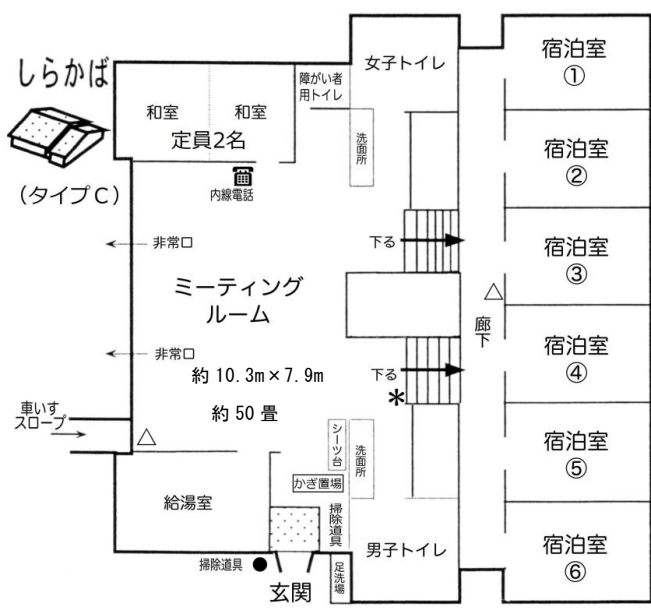 しらかば
(タイプC)
和室
和室
定員2名
障がい者
用トイレ
女子トイレ
洗面所
内線電話
非常口
下る
ミーティング
ルーム
非常口
約 10.3m×7.9m
約 50 畳
下る
*
車いす
スロープ
△
給湯室
シーツ台
洗面所
かぎ置場
掃除道具
男子トイレ
掃除道具
玄関
足洗場
△
廊下
宿泊室
①
宿泊室
②
宿泊室
③
宿泊室
④
宿泊室
⑤
宿泊室
⑥